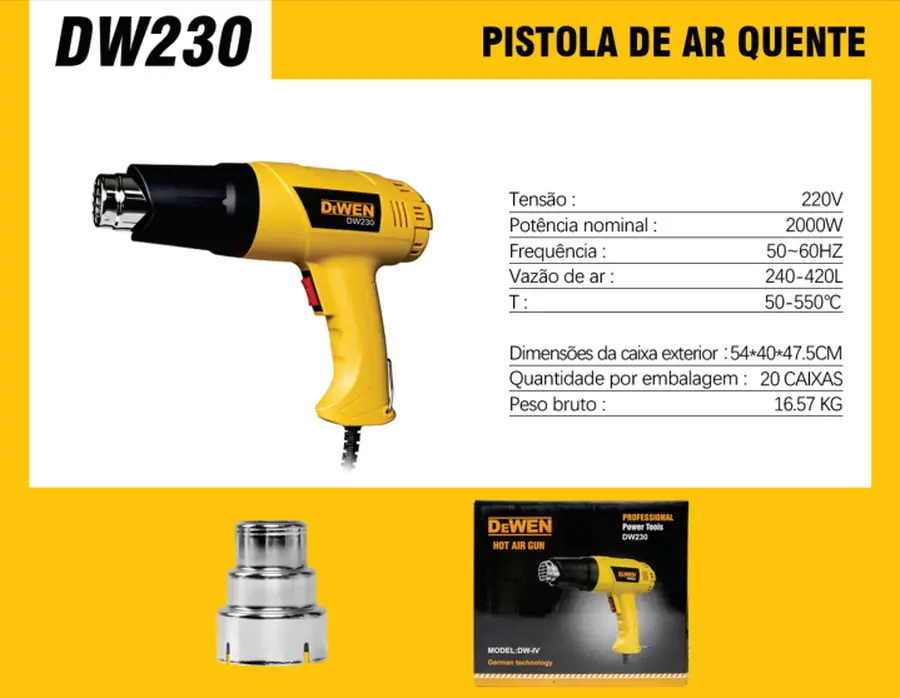 DW230
PISTOLA DE AR QUENTE
DEWEN
DW230
Tensão : 220V
Potência nominal : 2000W
Frequência : 50~60HZ
Vazão de ar : 240-420L
T : 50-550℃
Dimensões da caixa exterior : 54*40*47.5CM
Quantidade por embalagem : 20 CAIXAS
Peso bruto : 16.57 KG
DEWEN
HOT AIR GUN
PROFESSIONAL
Power Tools
DW230
DEWEN
MODEL:DW-IV
German technology